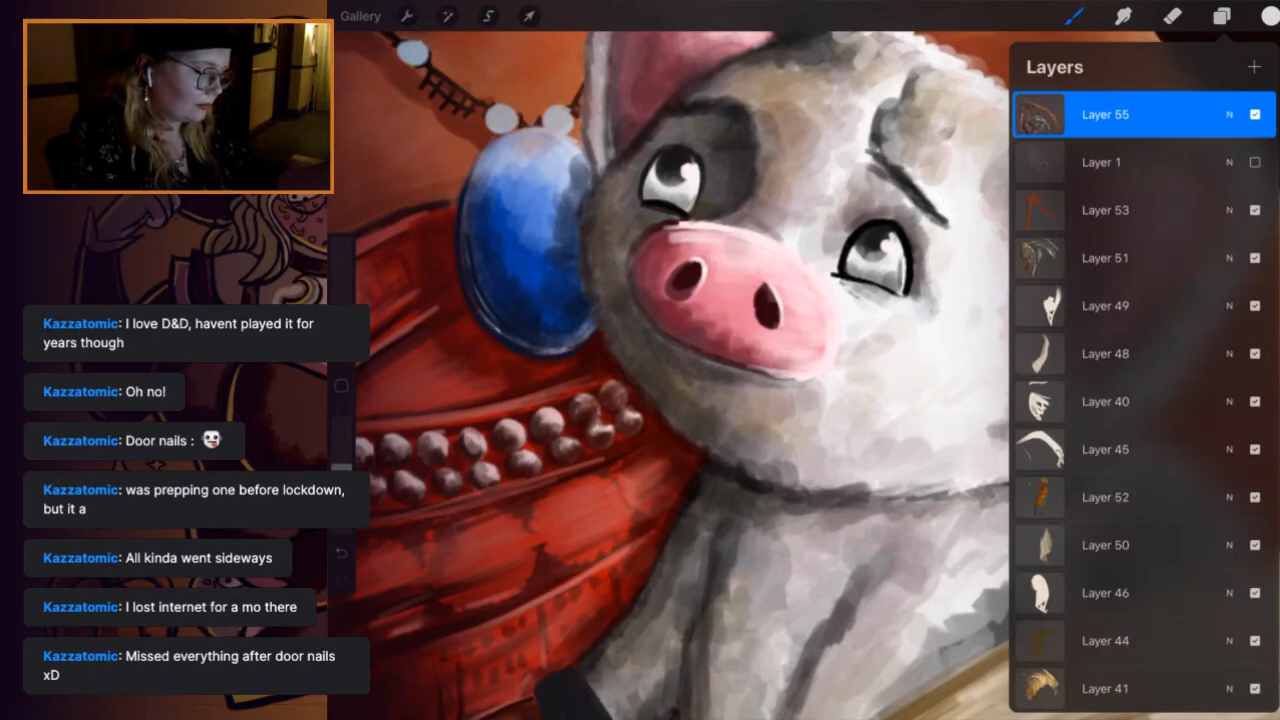 Gallery
Layers
Layer 55 N
Layer 1 N
Layer 53 N
Layer 51 N
Layer 49 N
Layer 48 N
Layer 40 N
Layer 45 N
Layer 52 N
Layer 50 N
Layer 46 N
Layer 44 N
Layer 41 N
Kazzatomic: I love D&D, havent played it for
years though
Kazzatomic: Oh no!
Kazzatomic: Door nails :
Kazzatomic: was prepping one before lockdown,
but it a
Kazzatomic: All kinda went sideways
Kazzatomic: I lost internet for a mo there
Kazzatomic: Missed everything after door nails
xD